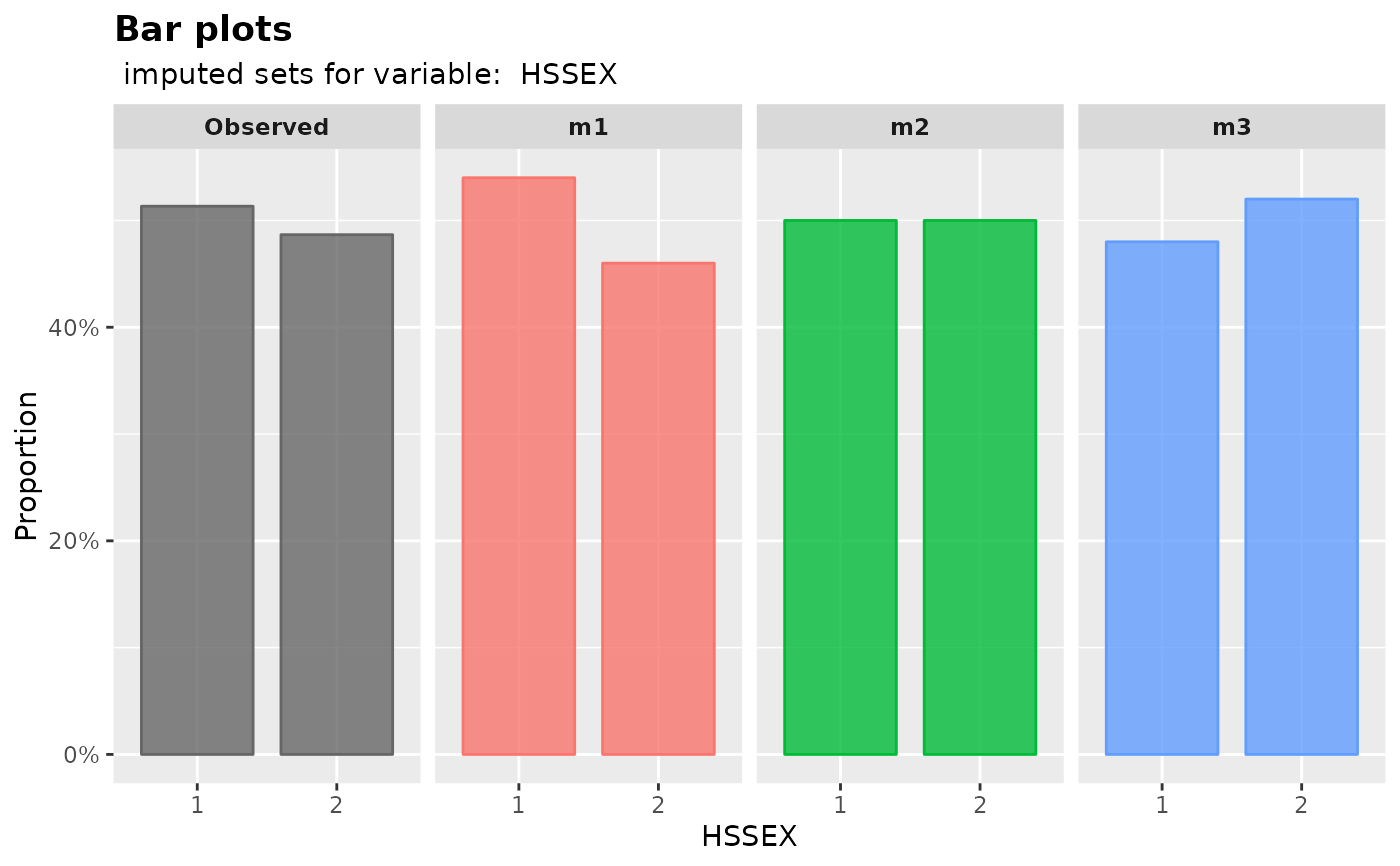 Bar plots
imputed sets for variable:  HSSEX
Observed m1 m2 m3
Proportion
40%
20%
0%
1 2 1 2 1 2 1 2
HSSEX